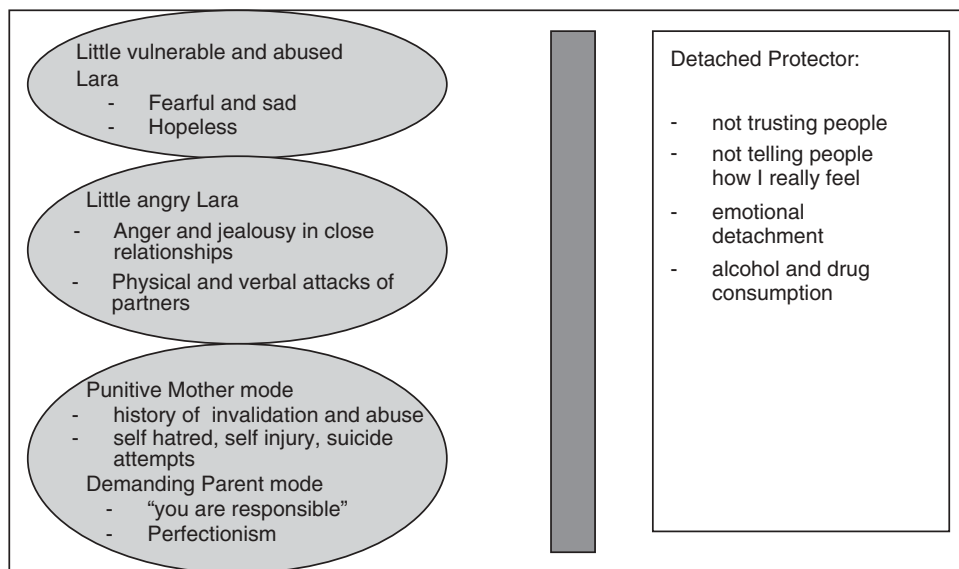 Little vulnerable and abused
Lara
- Fearful and sad
- Hopeless
Little angry Lara
- Anger and jealousy in close
relationships
- Physical and verbal attacks of
partners
Punitive Mother mode
- history of invalidation and abuse
- self hatred, self injury, suicide
attempts
Demanding Parent mode
- “you are responsible”
- Perfectionism
Detached Protector:
- not trusting people
- not telling people
how I really feel
- emotional
detachment
- alcohol and drug
consumption